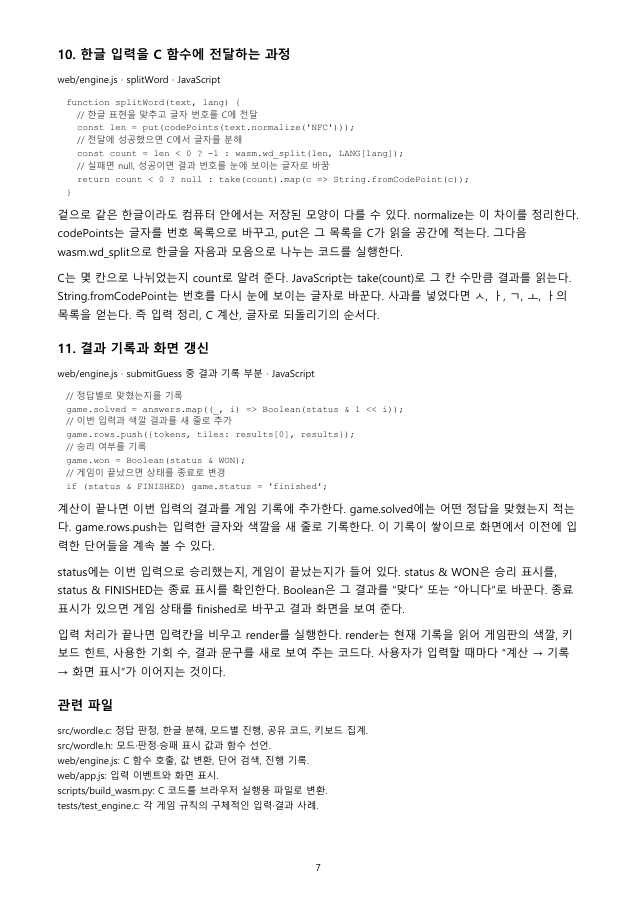 10. 한글 입력을 C 함수에 전달하는 과정
web/engine.js · splitWord · JavaScript
function splitWord(text, lang) {
// 한글 표현을 맞추고 글자 번호를 C에 전달
const len = put(codePoints(text.normalize('NFC')));
// 전달에 성공했으면 C에서 글자를 분해
const count = len < 0 ? -1 : wasm.wd_split(len, LANG[lang]);
// 실패면 null, 성공이면 결과 번호를 눈에 보이는 글자로 바꿈
return count < 0 ? null : take(count).map(c => String.fromCodePoint(c));
}
겉으로 같은 한글이라도 컴퓨터 안에서는 저장된 모양이 다를 수 있다. normalize는 이 차이를 정리한다.
codePoints는 글자를 번호 목록으로 바꾸고, put은 그 목록을 C가 읽을 공간에 적는다. 그다음
wasm.wd_split으로 한글을 자음과 모음으로 나누는 코드를 실행한다.
C는 몇 칸으로 나뉘었는지 count로 알려 준다. JavaScript는 take(count)로 그 칸 수만큼 결과를 읽는다.
String.fromCodePoint는 번호를 다시 눈에 보이는 글자로 바꾼다. 사과를 넣었다면 ㅅ, ㅏ, ㄱ, ㅗ, ㅏ의
목록을 얻는다. 즉 입력 정리, C 계산, 글자로 되돌리기의 순서다.
11. 결과 기록과 화면 갱신
web/engine.js · submitGuess 중 결과 기록 부분 · JavaScript
// 정답별로 맞혔는지를 기록
game.solved = answers.map((_, i) => Boolean(status & 1 << i));
// 이번 입력과 색깔 결과를 새 줄로 추가
game.rows.push({tokens, tiles: results[0], results});
// 승리 여부를 기록
game.won = Boolean(status & WON);
// 게임이 끝났으면 상태를 종료로 변경
if (status & FINISHED) game.status = 'finished';
계산이 끝나면 이번 입력의 결과를 게임 기록에 추가한다. game.solved에는 어떤 정답을 맞혔는지 적는
다. game.rows.push는 입력한 글자와 색깔을 새 줄로 기록한다. 이 기록이 쌓이므로 화면에서 이전에 입
력한 단어들을 계속 볼 수 있다.
status에는 이번 입력으로 승리했는지, 게임이 끝났는지가 들어 있다. status & WON은 승리 표시를,
status & FINISHED는 종료 표시를 확인한다. Boolean은 그 결과를 “맞다” 또는 “아니다”로 바꾼다. 종료
표시가 있으면 게임 상태를 finished로 바꾸고 결과 화면을 보여 준다.
입력 처리가 끝나면 입력칸을 비우고 render를 실행한다. render는 현재 기록을 읽어 게임판의 색깔, 키
보드 힌트, 사용한 기회 수, 결과 문구를 새로 보여 주는 코드다. 사용자가 입력할 때마다 “계산 → 기록
→ 화면 표시”가 이어지는 것이다.
관련 파일
src/wordle.c: 정답 판정, 한글 분해, 모드별 진행, 공유 코드, 키보드 집계.
src/wordle.h: 모드·판정·승패 표시 값과 함수 선언.
web/engine.js: C 함수 호출, 값 변환, 단어 검색, 진행 기록.
web/app.js: 입력 이벤트와 화면 표시.
scripts/build_wasm.py: C 코드를 브라우저 실행용 파일로 변환.
tests/test_engine.c: 각 게임 규칙의 구체적인 입력·결과 사례.
7